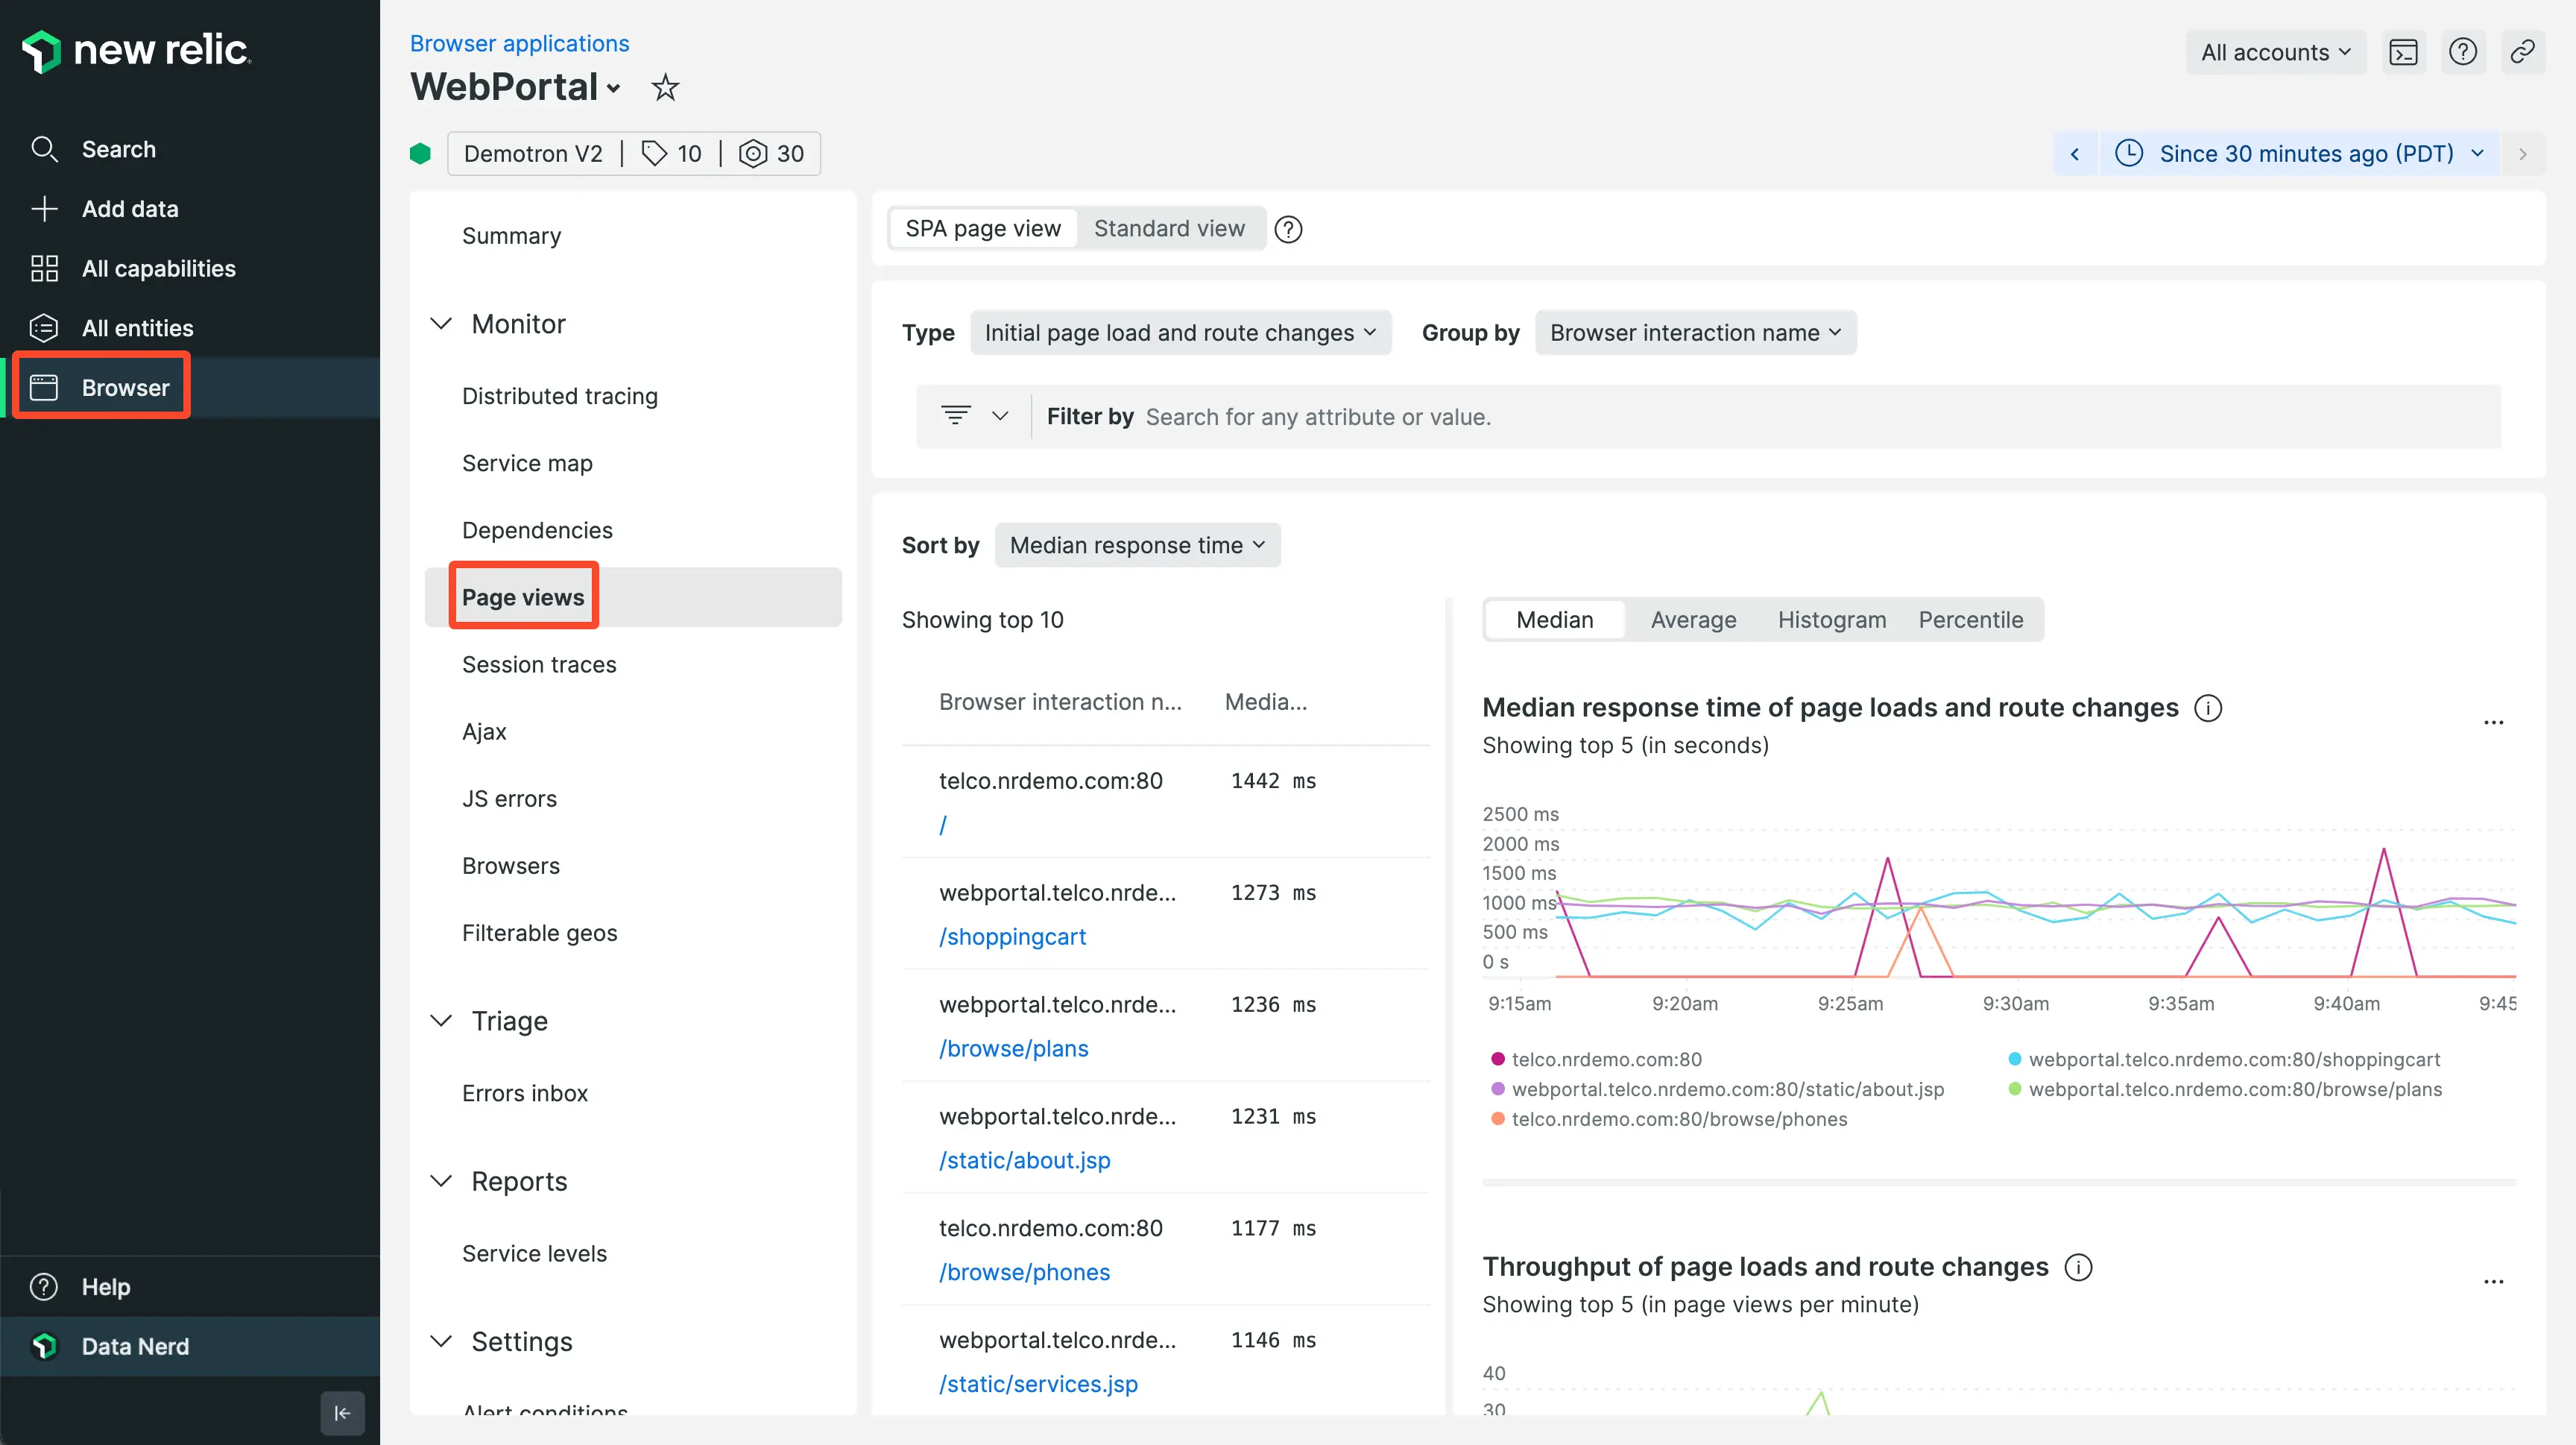 new relic
Search
Add data
All capabilities
All entities
Browser
Help
Data Nerd
Browser applications
WebPortal
Demotron V2 | 10 | 30
All accounts
Since 30 minutes ago (PDT)
Summary
Monitor
Distributed tracing
Service map
Dependencies
Page views
Session traces
Ajax
JS errors
Browsers
Filterable geos
Triage
Errors inbox
Reports
Service levels
Settings
Alert conditions
SPA page view Standard view
Type Initial page load and route changes Group by Browser interaction name
Filter by Search for any attribute or value.
Sort by Median response time
Showing top 10
Browser interaction n... Media...
telco.nrdemo.com:80 1442 ms
/
webportal.telco.nrde... 1273 ms
/shoppingcart
webportal.telco.nrde... 1236 ms
/browse/plans
webportal.telco.nrde... 1231 ms
/static/about.jsp
telco.nrdemo.com:80 1177 ms
/browse/phones
webportal.telco.nrde... 1146 ms
/static/services.jsp
Median Average Histogram Percentile
Median response time of page loads and route changes
Showing top 5 (in seconds)
2500 ms
2000 ms
1500 ms
1000 ms
500 ms
0 s
9:15am 9:20am 9:25am 9:30am 9:35am 9:40am 9:45
telco.nrdemo.com:80 webportal.telco.nrdemo.com:80/shoppingcart
webportal.telco.nrdemo.com:80/static/about.jsp webportal.telco.nrdemo.com:80/browse/plans
telco.nrdemo.com:80/browse/phones
Throughput of page loads and route changes
Showing top 5 (in page views per minute)
40
30